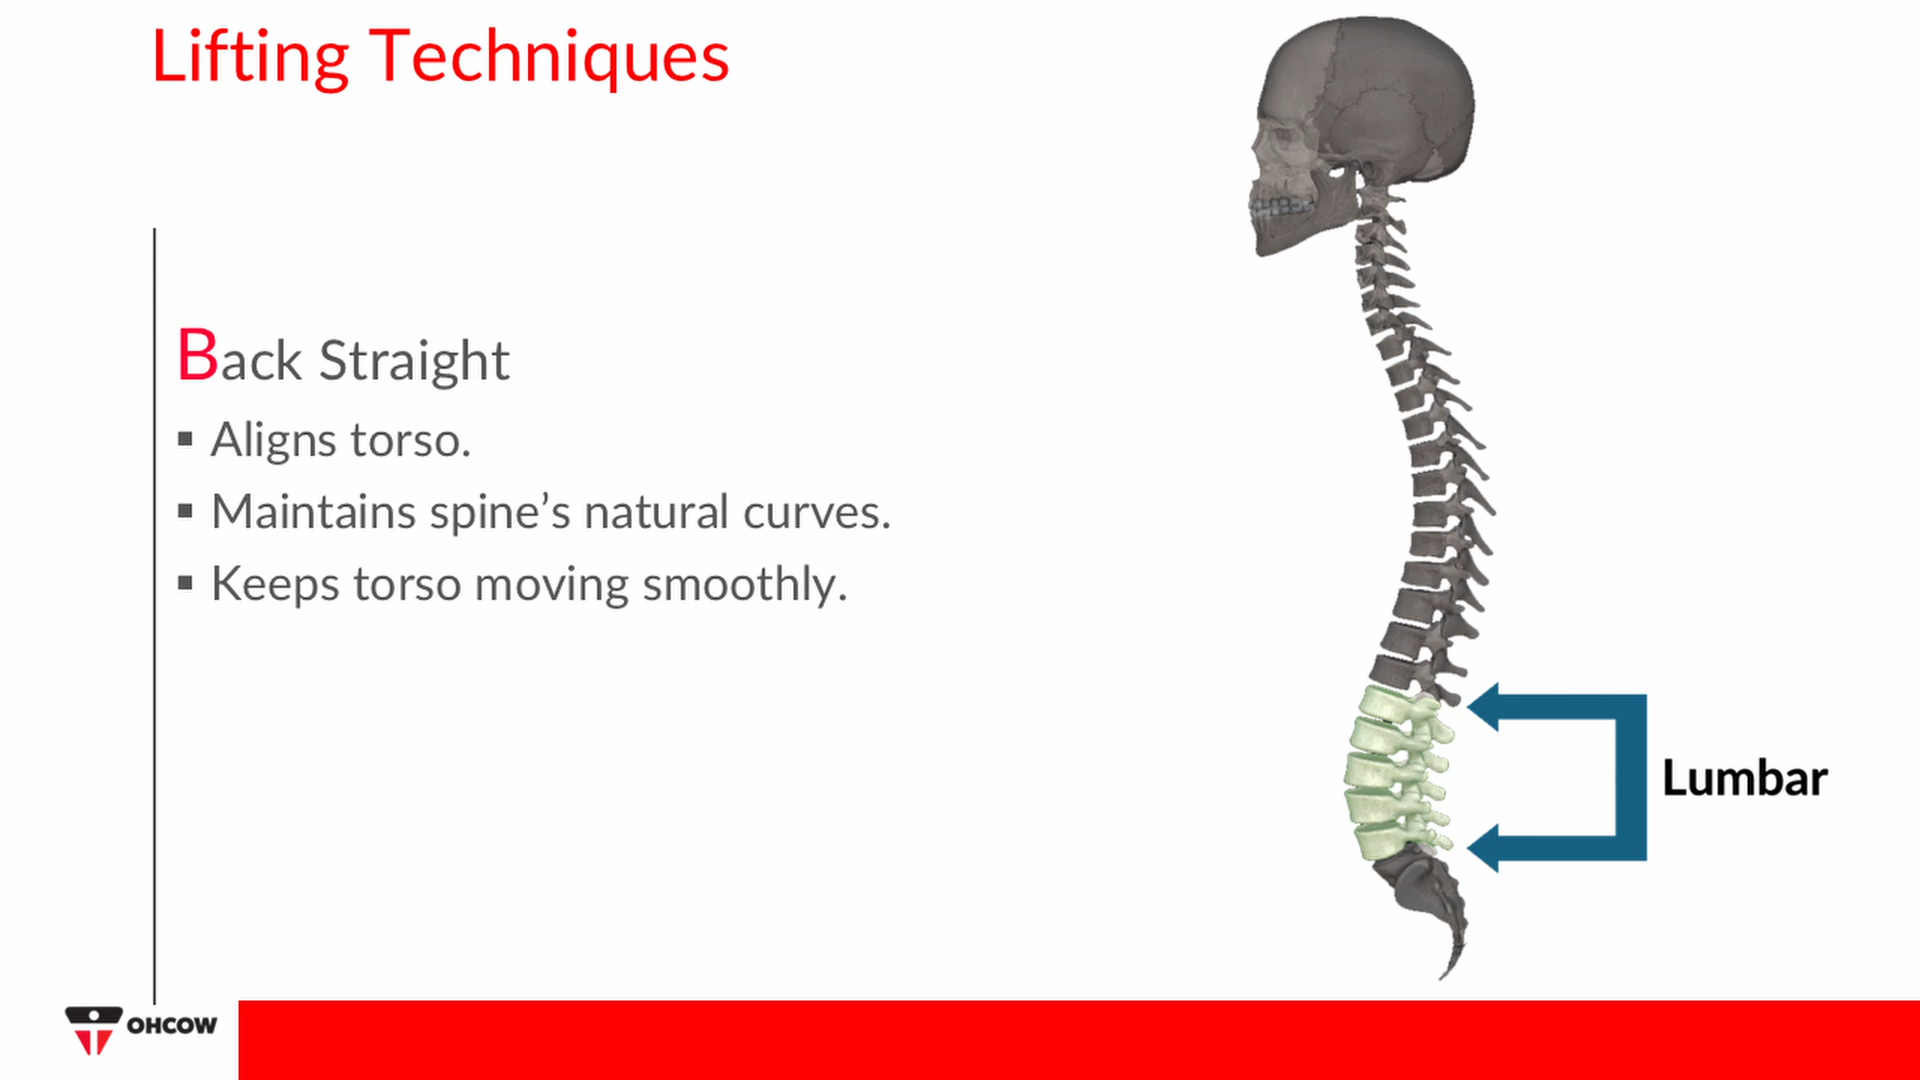 Lifting Techniques
Back Straight
▪ Aligns torso.
▪ Maintains spine’s natural curves.
▪ Keeps torso moving smoothly.
Lumbar
OHCOW